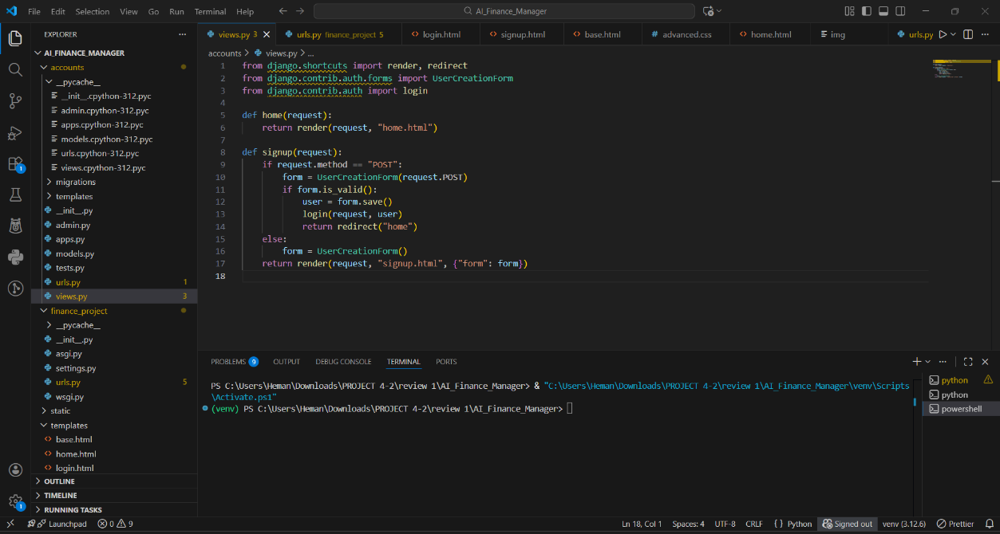 File Edit Selection View Go Run Terminal Help
AI_Finance_Manager
EXPLORER
AI_FINANCE_MANAGER
accounts
__pycache__
__init__.cpython-312.pyc
admin.cpython-312.pyc
apps.cpython-312.pyc
models.cpython-312.pyc
urls.cpython-312.pyc
views.cpython-312.pyc
migrations
templates
__init__.py
admin.py
apps.py
models.py
tests.py
urls.py 1
views.py 3
finance_project
__pycache__
__init__.py
asgi.py
settings.py
urls.py 5
wsgi.py
static
templates
base.html
home.html
login.html
OUTLINE
TIMELINE
RUNNING TASKS
1
1
views.py 3 urls.py finance_project 5 login.html signup.html base.html advanced.css home.html img urls.py
accounts > views.py > ...
1 from django.shortcuts import render, redirect
2 from django.contrib.auth.forms import UserCreationForm
3 from django.contrib.auth import login
4
5 def home(request):
6 return render(request, "home.html")
7
8 def signup(request):
9 if request.method == "POST":
10 form = UserCreationForm(request.POST)
11 if form.is_valid():
12 user = form.save()
13 login(request, user)
14 return redirect("home")
15 else:
16 form = UserCreationForm()
17 return render(request, "signup.html", {"form": form})
18
PROBLEMS 9 OUTPUT DEBUG CONSOLE TERMINAL PORTS
PS C:\Users\Heman\Downloads\PROJECT 4-2\review 1\AI_Finance_Manager> & "C:\Users\Heman\Downloads\PROJECT 4-2\review 1\AI_Finance_Manager\venv\Scripts
\Activate.ps1"
(venv) PS C:\Users\Heman\Downloads\PROJECT 4-2\review 1\AI_Finance_Manager>
python
python
powershell
Launchpad 0 9 Ln 18, Col 1 Spaces: 4 UTF-8 CRLF { } Python Signed out venv (3.12.6) Prettier